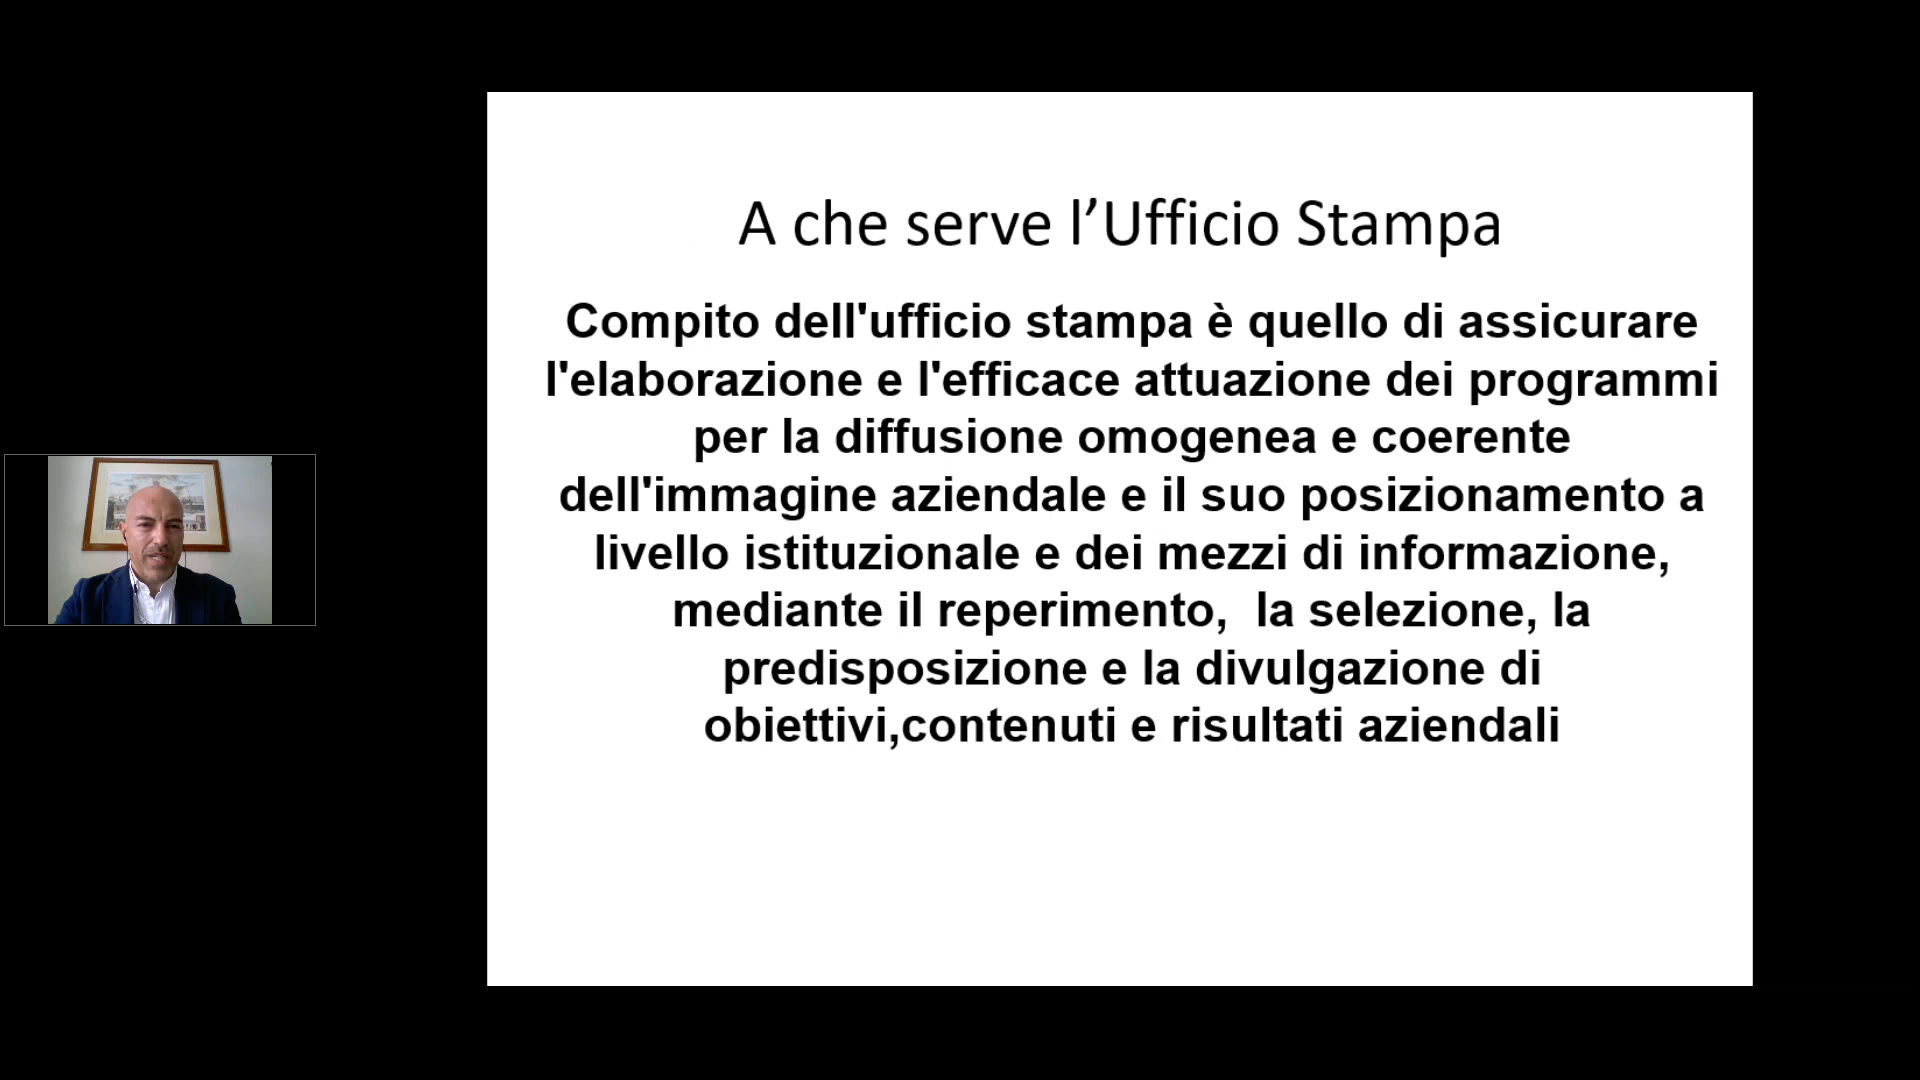 A che serve l’Ufficio Stampa
Compito dell'ufficio stampa è quello di assicurare
l'elaborazione e l'efficace attuazione dei programmi
per la diffusione omogenea e coerente
dell'immagine aziendale e il suo posizionamento a
livello istituzionale e dei mezzi di informazione,
mediante il reperimento,  la selezione, la
predisposizione e la divulgazione di
obiettivi,contenuti e risultati aziendali